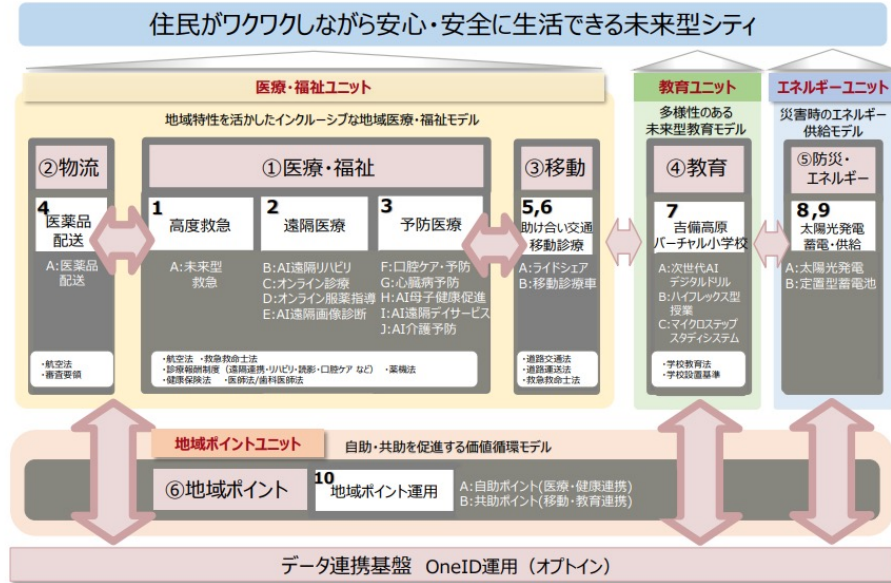 住民がワクワクしながら安心・安全に生活できる未来型シティ
医療・福祉ユニット
地域特性を活かしたインクルーシブな地域医療・福祉モデル
②物流
4
医薬品
配送
A:医薬品
配送
・航空法
・審査要領
①医療・福祉
1
高度救急
A:未来型
救急
2
遠隔医療
B:AI遠隔リハビリ
C:オンライン診療
D:オンライン服薬指導
E:AI遠隔画像診断
3
予防医療
F:口腔ケア・予防
G:心臓病予防
H:AI母子健康促進
I:AI遠隔デイサービス
J:AI介護予防
・航空法 ・救急救命士法
・診療報酬制度（遠隔連携・リハビリ・読影・口腔ケア など） ・薬機法
・健康保険法 ・医師法/歯科医師法
③移動
5,6
助け合い交通
移動診療
A:ライドシェア
B:移動診療車
・道路交通法
・道路運送法
・救急救命士法
教育ユニット
多様性のある
未来型教育モデル
④教育
7
吉備高原
バーチャル小学校
A:次世代AI
デジタルドリル
B:ハイフレックス型
授業
C:マイクロステップ
スタディシステム
・学校教育法
・学校設置基準
エネルギーユニット
災害時のエネルギー
供給モデル
⑤防災・
エネルギー
8,9
太陽光発電
蓄電・供給
A:太陽光発電
B:定置型蓄電池
地域ポイントユニット
自助・共助を促進する価値循環モデル
⑥地域ポイント
10
地域ポイント運用
A:自助ポイント(医療・健康連携)
B:共助ポイント(移動・教育連携)
データ連携基盤 OneID運用（オプトイン）